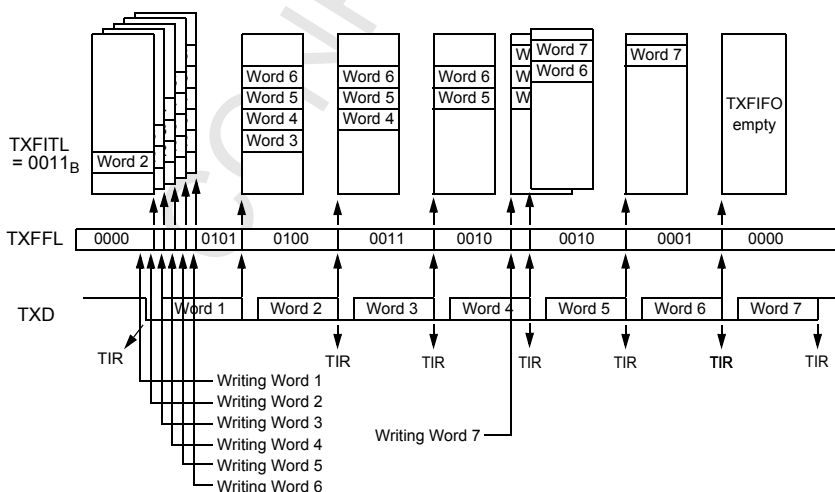 TXFITL
= 0011B
Word 2
Word 6
Word 5
Word 4
Word 3
Word 6
Word 5
Word 4
Word 6
Word 5
Word 7
Word 6
Word 7
TXFIFO
empty
TXFFL
0000
0101
0100
0011
0010
0010
0001
0000
TXD
Word 1
Word 2
Word 3
Word 4
Word 5
Word 6
Word 7
TIR
TIR
TIR
TIR
TIR
TIR
TIR
Writing Word 1
Writing Word 2
Writing Word 3
Writing Word 4
Writing Word 5
Writing Word 6
Writing Word 7